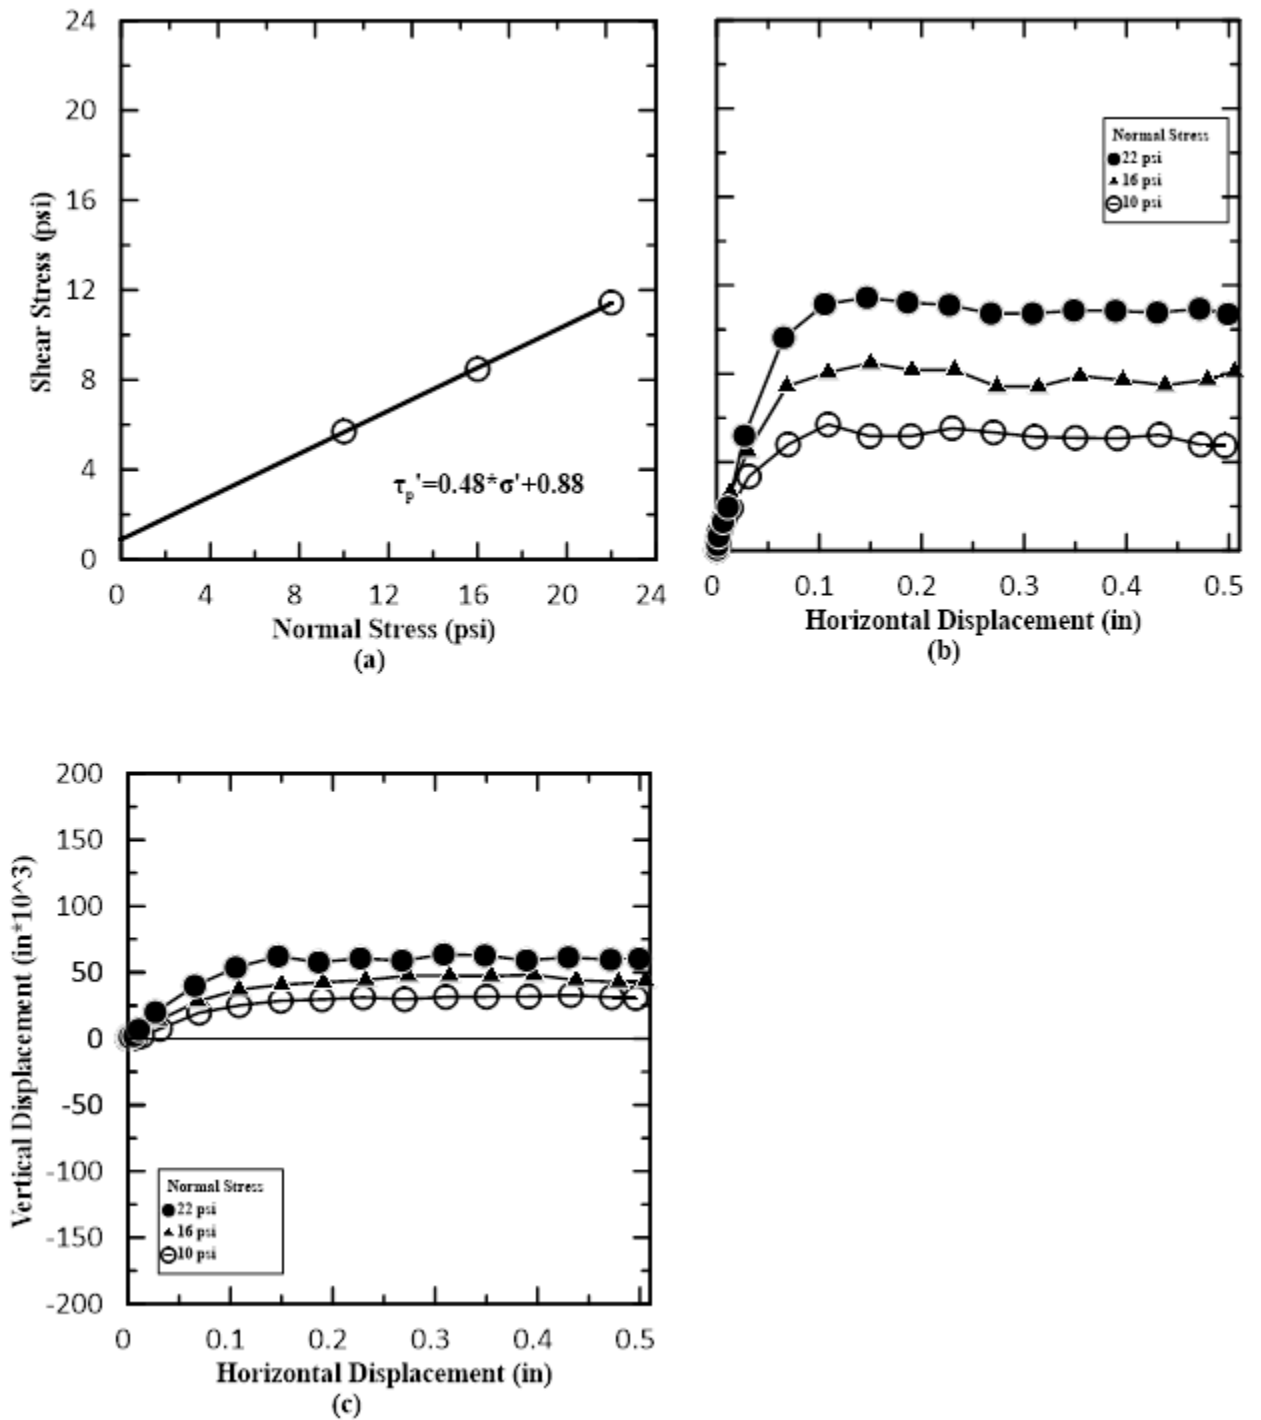 24
20
16
12
8
4
0
Shear Stress (psi)
τp'=0.48*σ'+0.88
0 4 8 12 16 20 24
Normal Stress (psi)
(a)
Normal Stress
22 psi
16 psi
10 psi
0 0.1 0.2 0.3 0.4 0.5
Horizontal Displacement (in)
(b)
200
150
100
50
0
-50
-100
-150
-200
Vertical Displacement (in*10^3)
Normal Stress
22 psi
16 psi
10 psi
0 0.1 0.2 0.3 0.4 0.5
Horizontal Displacement (in)
(c)